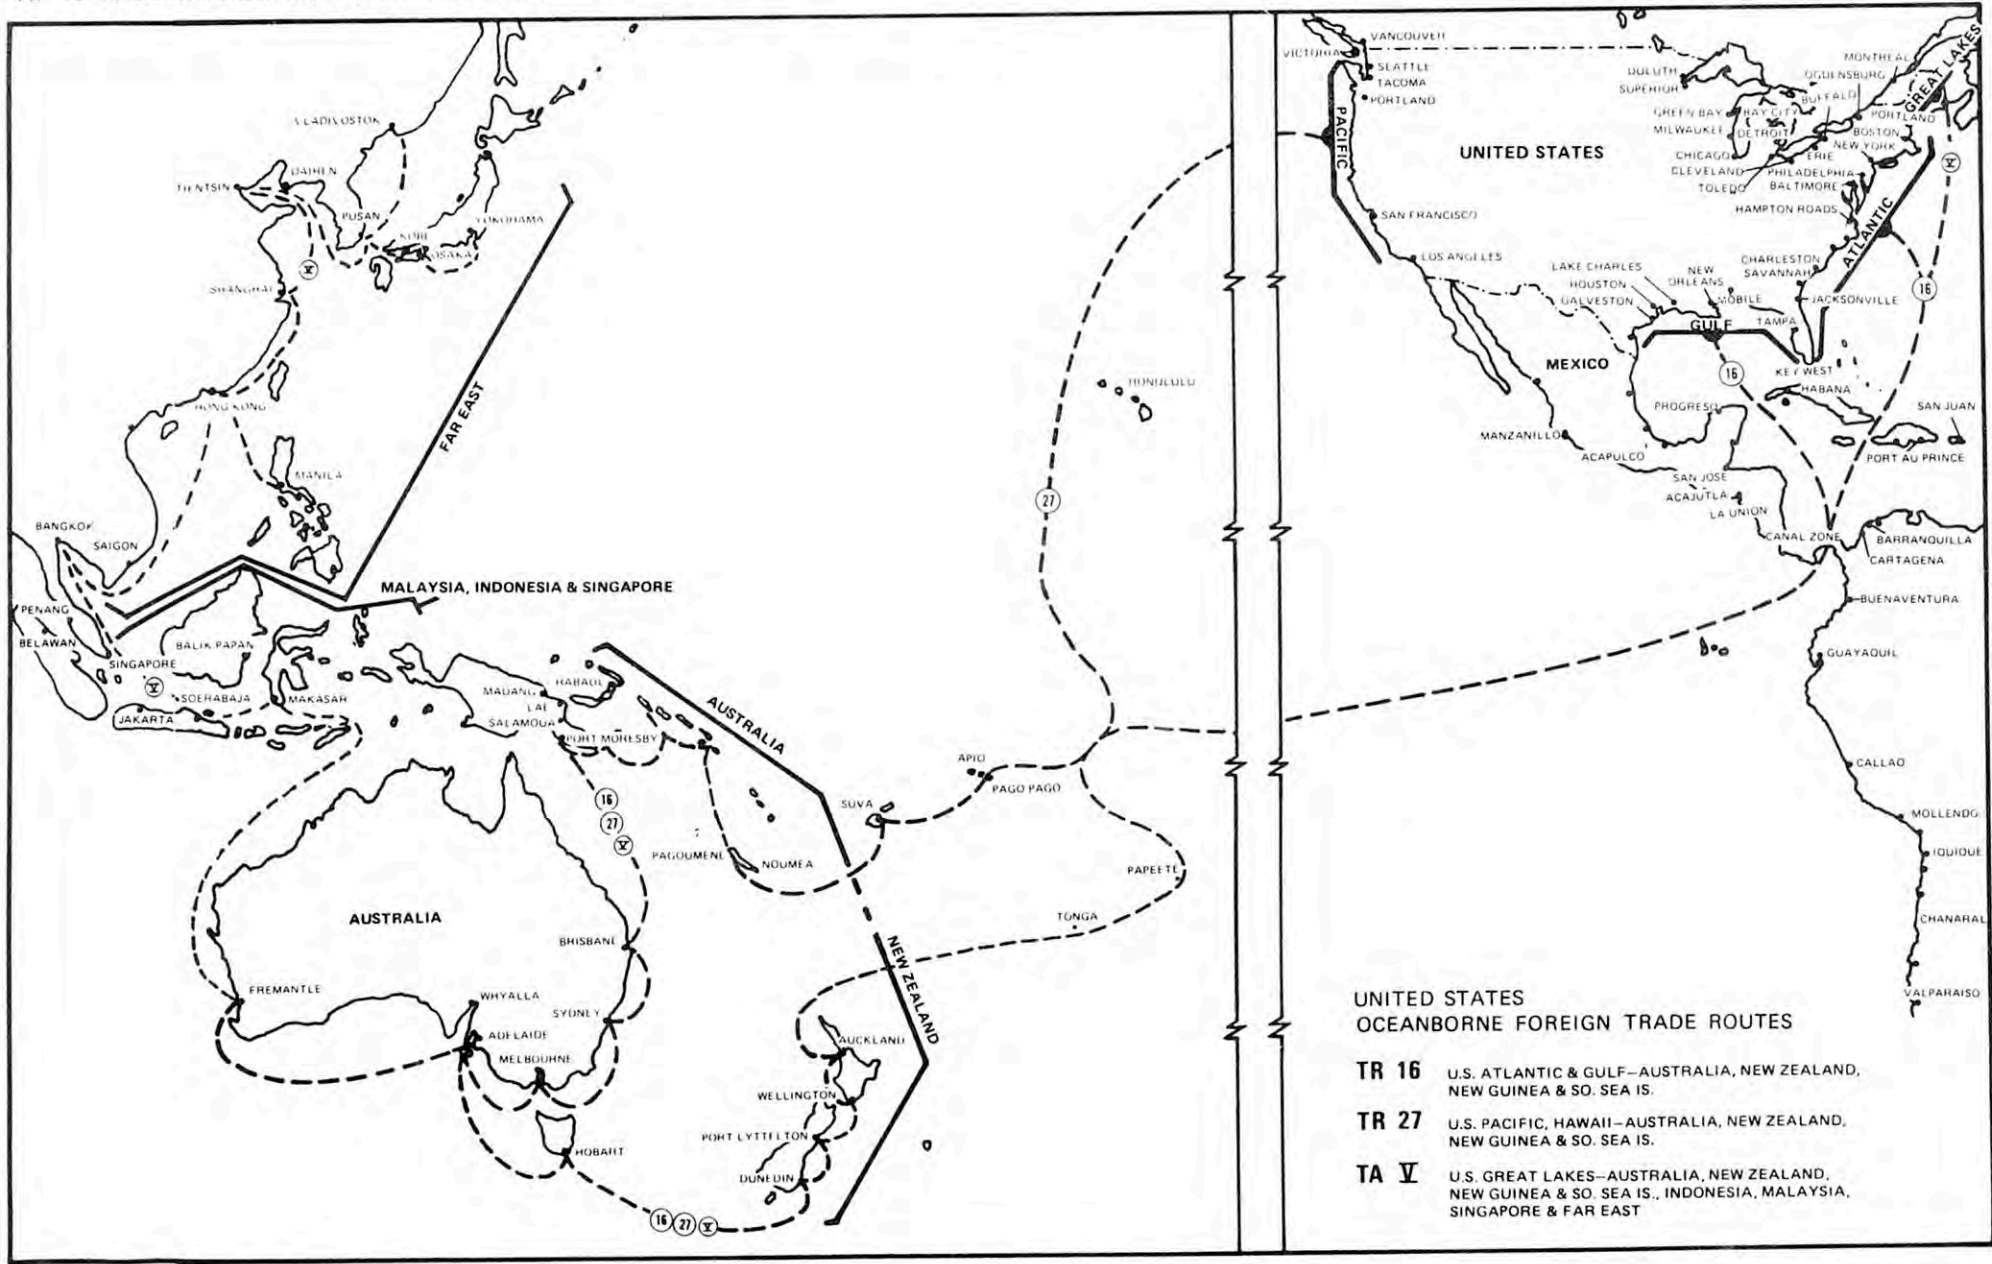 VLADIVOSTOK
TIENTSIN
DAIREN
PUSAN
KOBE
YOKOHAMA
OSAKA
V
SHANGHAI
HONG KONG
FAR EAST
MANILA
BANGKOK
SAIGON
MALAYSIA, INDONESIA & SINGAPORE
PENANG
BELAWAN
SINGAPORE
BALIK PAPAN
V
SOERABAJA
MAKASAR
JAKARTA
MADANG
RABAUL
LAE
SALAMOUA
PORT MORESBY
AUSTRALIA
16
27
V
PAGOUMENE
NOUMEA
SUVA
APIO
PAGO PAGO
PAPEETE
TONGA
HONOLULU
27
AUSTRALIA
BRISBANE
FREMANTLE
WHYALLA
SYDNEY
ADELAIDE
MELBOURNE
HOBART
NEW ZEALAND
AUCKLAND
WELLINGTON
PORT LYTTELTON
DUNEDIN
16 27 V
VANCOUVER
VICTORIA
SEATTLE
TACOMA
PORTLAND
PACIFIC
UNITED STATES
SAN FRANCISCO
LOS ANGELES
DULUTH
SUPERIOR
GREEN BAY
MILWAUKEE
CHICAGO
BAY CITY
DETROIT
CLEVELAND
TOLEDO
ERIE
BUFFALO
OGDENSBURG
MONTREAL
GREAT LAKES
PORTLAND
BOSTON
NEW YORK
PHILADELPHIA
BALTIMORE
HAMPTON ROADS
ATLANTIC
V
16
CHARLESTON
SAVANNAH
JACKSONVILLE
LAKE CHARLES
HOUSTON
GALVESTON
NEW
ORLEANS
MOBILE
TAMPA
GULF
16
KEY WEST
HABANA
MEXICO
PROGRESO
MANZANILLO
ACAPULCO
SAN JOSE
ACAJUTLA
LA UNION
SAN JUAN
PORT AU PRINCE
CANAL ZONE
BARRANQUILLA
CARTAGENA
BUENAVENTURA
GUAYAQUIL
CALLAO
MOLLENDO
IQUIQUE
CHANARAL
VALPARAISO
UNITED STATES
OCEANBORNE FOREIGN TRADE ROUTES
TR 16 U.S. ATLANTIC & GULF–AUSTRALIA, NEW ZEALAND,
NEW GUINEA & SO. SEA IS.
TR 27 U.S. PACIFIC, HAWAII–AUSTRALIA, NEW ZEALAND,
NEW GUINEA & SO. SEA IS.
TA V U.S. GREAT LAKES–AUSTRALIA, NEW ZEALAND,
NEW GUINEA & SO. SEA IS., INDONESIA, MALAYSIA,
SINGAPORE & FAR EAST